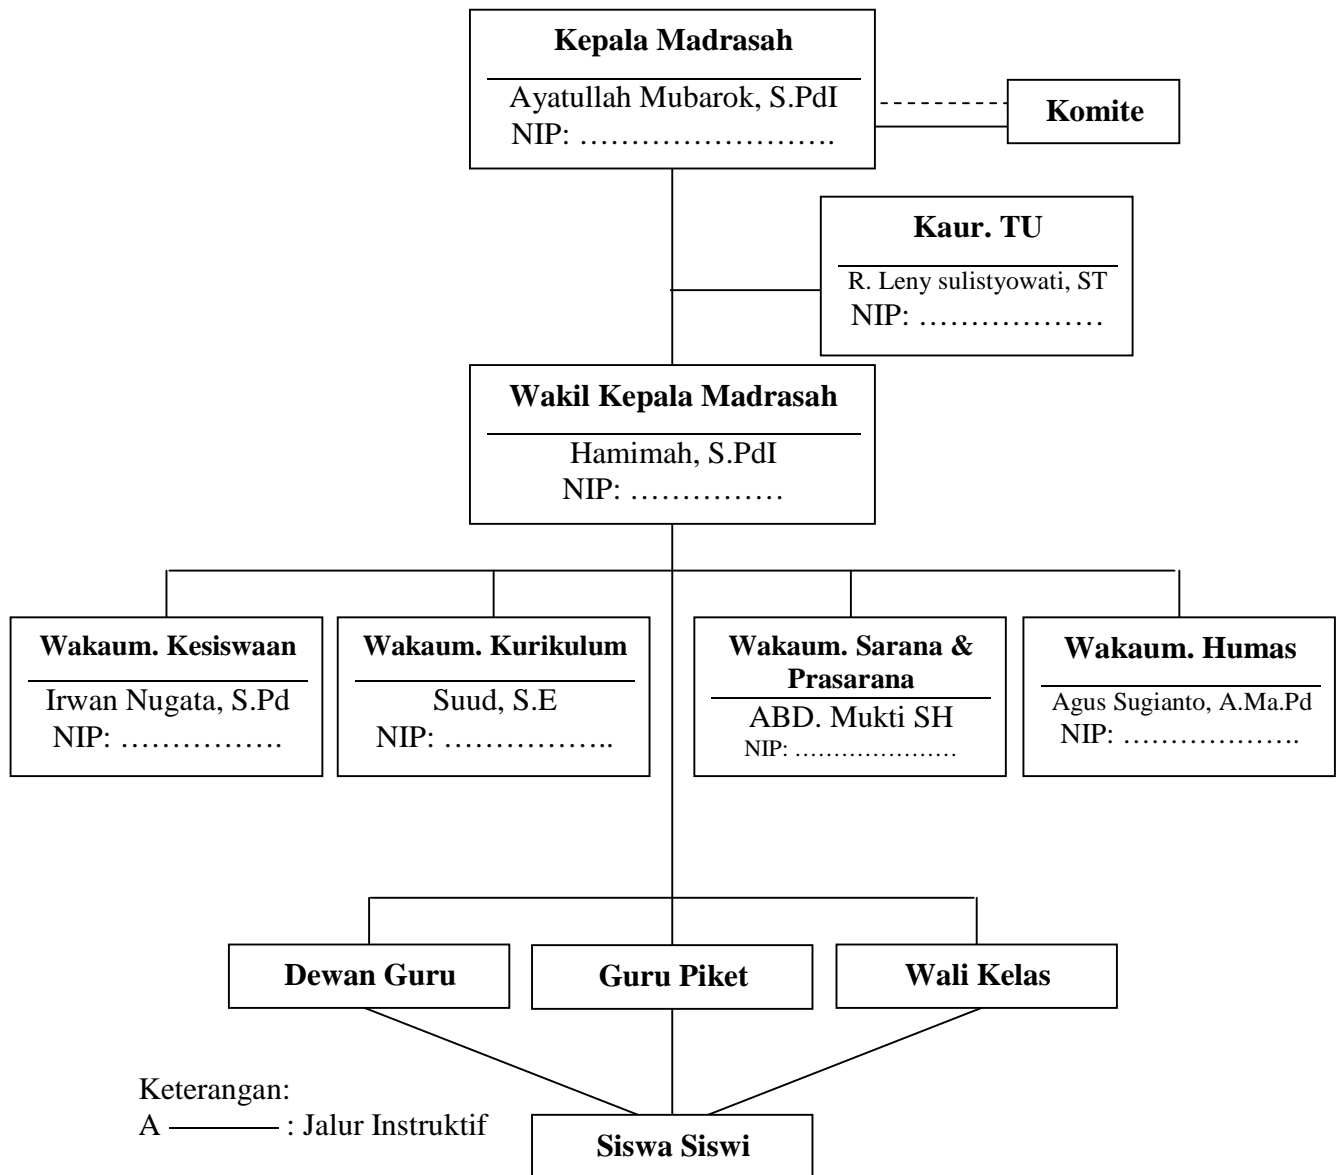 Kepala Madrasah
Ayatullah Mubarok, S.PdI
NIP: …………………….
Komite
Kaur. TU
R. Leny sulistyowati, ST
NIP: ………………
Wakil Kepala Madrasah
Hamimah, S.PdI
NIP: ……………
Wakaum. Kesiswaan
Irwan Nugata, S.Pd
NIP: …………….
Wakaum. Kurikulum
Suud, S.E
NIP: ……………..
Wakaum. Sarana &
Prasarana
ABD. Mukti SH
NIP: …………………
Wakaum. Humas
Agus Sugianto, A.Ma.Pd
NIP: ……………….
Dewan Guru
Guru Piket
Wali Kelas
Keterangan:
A ———— : Jalur Instruktif
Siswa Siswi